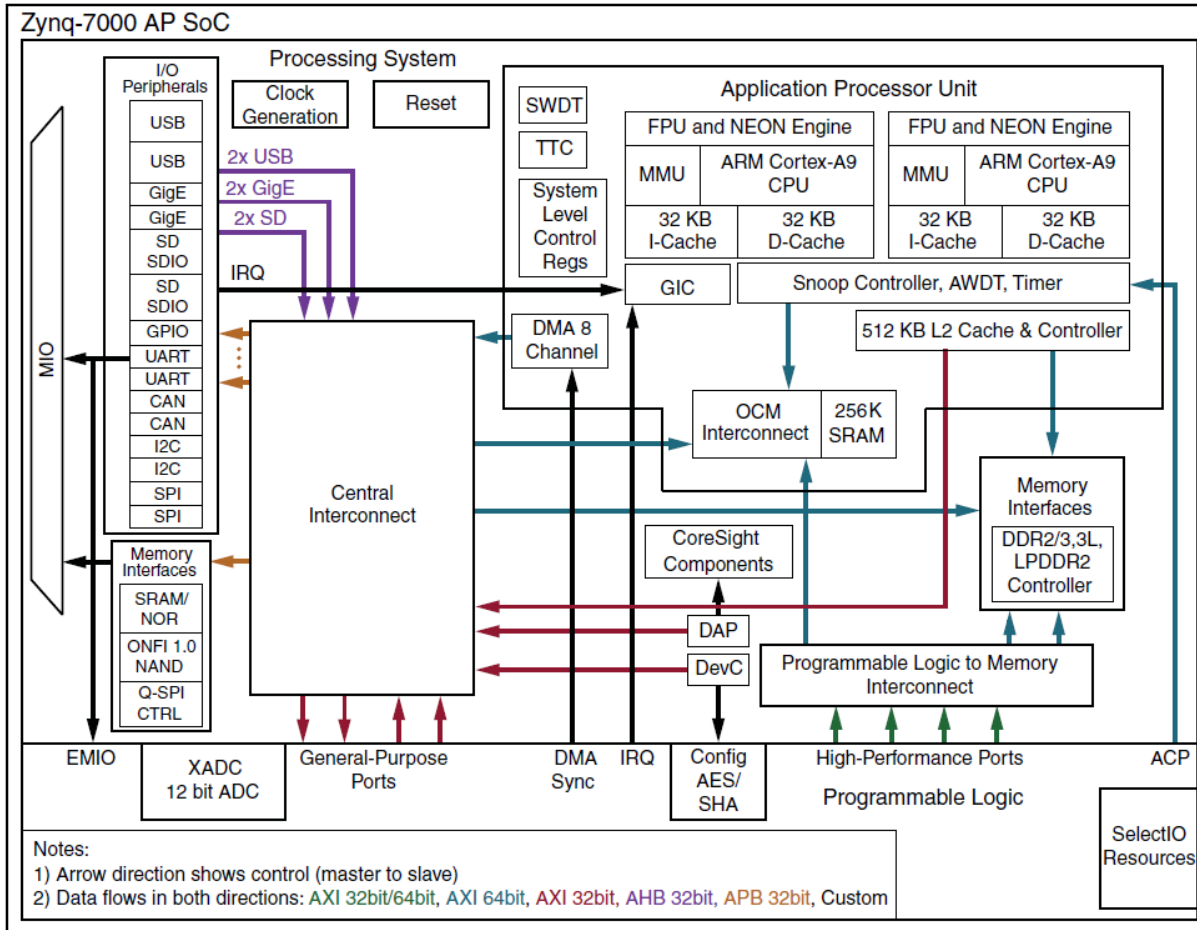 Zynq-7000 AP SoC
Processing System
I/O
Peripherals
USB
USB
GigE
GigE
SD
SDIO
SD
SDIO
GPIO
UART
UART
CAN
CAN
I2C
I2C
SPI
SPI
MIO
Clock
Generation
Reset
2x USB
2x GigE
2x SD
IRQ
Application Processor Unit
SWDT
TTC
System
Level
Control
Regs
FPU and NEON Engine
MMU
ARM Cortex-A9
CPU
32 KB
I-Cache
32 KB
D-Cache
FPU and NEON Engine
MMU
ARM Cortex-A9
CPU
32 KB
I-Cache
32 KB
D-Cache
GIC
Snoop Controller, AWDT, Timer
DMA 8
Channel
512 KB L2 Cache & Controller
OCM
Interconnect
256K
SRAM
Central
Interconnect
Memory
Interfaces
DDR2/3,3L,
LPDDR2
Controller
CoreSight
Components
DAP
DevC
Programmable Logic to Memory
Interconnect
Memory
Interfaces
SRAM/
NOR
ONFI 1.0
NAND
Q-SPI
CTRL
EMIO
XADC
12 bit ADC
General-Purpose
Ports
DMA
Sync
IRQ
Config
AES/
SHA
High-Performance Ports
ACP
Programmable Logic
SelectIO
Resources
Notes:
1) Arrow direction shows control (master to slave)
2) Data flows in both directions: AXI 32bit/64bit, AXI 64bit, AXI 32bit, AHB 32bit, APB 32bit, Custom